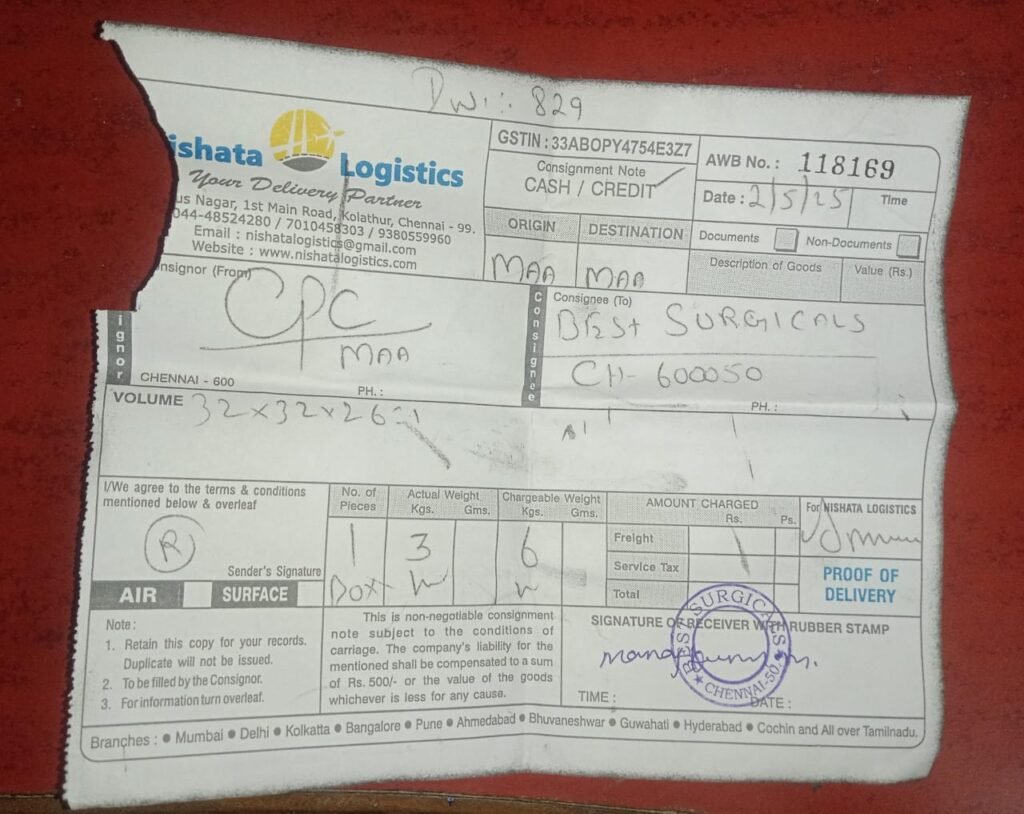 DWI :- 829
ishata Logistics
Your Delivery Partner
us Nagar, 1st Main Road, Kolathur, Chennai - 99.
044-48524280 / 7010458303 / 9380559960
Email : nishatalogistics@gmail.com
Website : www.nishatalogistics.com
GSTIN : 33ABOPY4754E3Z7
Consignment Note
CASH / CREDIT
AWB No. : 118169
Date : 2/5/25 Time
ORIGIN DESTINATION
MAA MAA
Documents Non-Documents
Description of Goods Value (Rs.)
onsignor (From)
CPC
MAA
ignor
CHENNAI - 600 PH. :
Consignee
Consignee (To)
BEST SURGICALS
CH- 600050
PH. :
VOLUME 32x32x26=1
I/We agree to the terms & conditions
mentioned below & overleaf
R
Sender's Signature
AIR SURFACE
No. of Pieces
1
Box
Actual Weight
Kgs. Gms.
3
Chargeable Weight
Kgs. Gms.
6
AMOUNT CHARGED
Rs. Ps.
Freight
Service Tax
Total
For NISHATA LOGISTICS
PROOF OF
DELIVERY
Note :
1. Retain this copy for your records.
Duplicate will not be issued.
2. To be filled by the Consignor.
3. For information turn overleaf.
This is non-negotiable consignment
note subject to the conditions of
carriage. The company's liability for the
mentioned shall be compensated to a sum
of Rs. 500/- or the value of the goods
whichever is less for any cause.
SIGNATURE OF RECEIVER WITH RUBBER STAMP
BEST SURGICALS
CHENNAI-50.
TIME : DATE :
Branches : ● Mumbai ● Delhi ● Kolkatta ● Bangalore ● Pune ● Ahmedabad ● Bhuvaneshwar ● Guwahati ● Hyderabad ● Cochin and All over Tamilnadu.